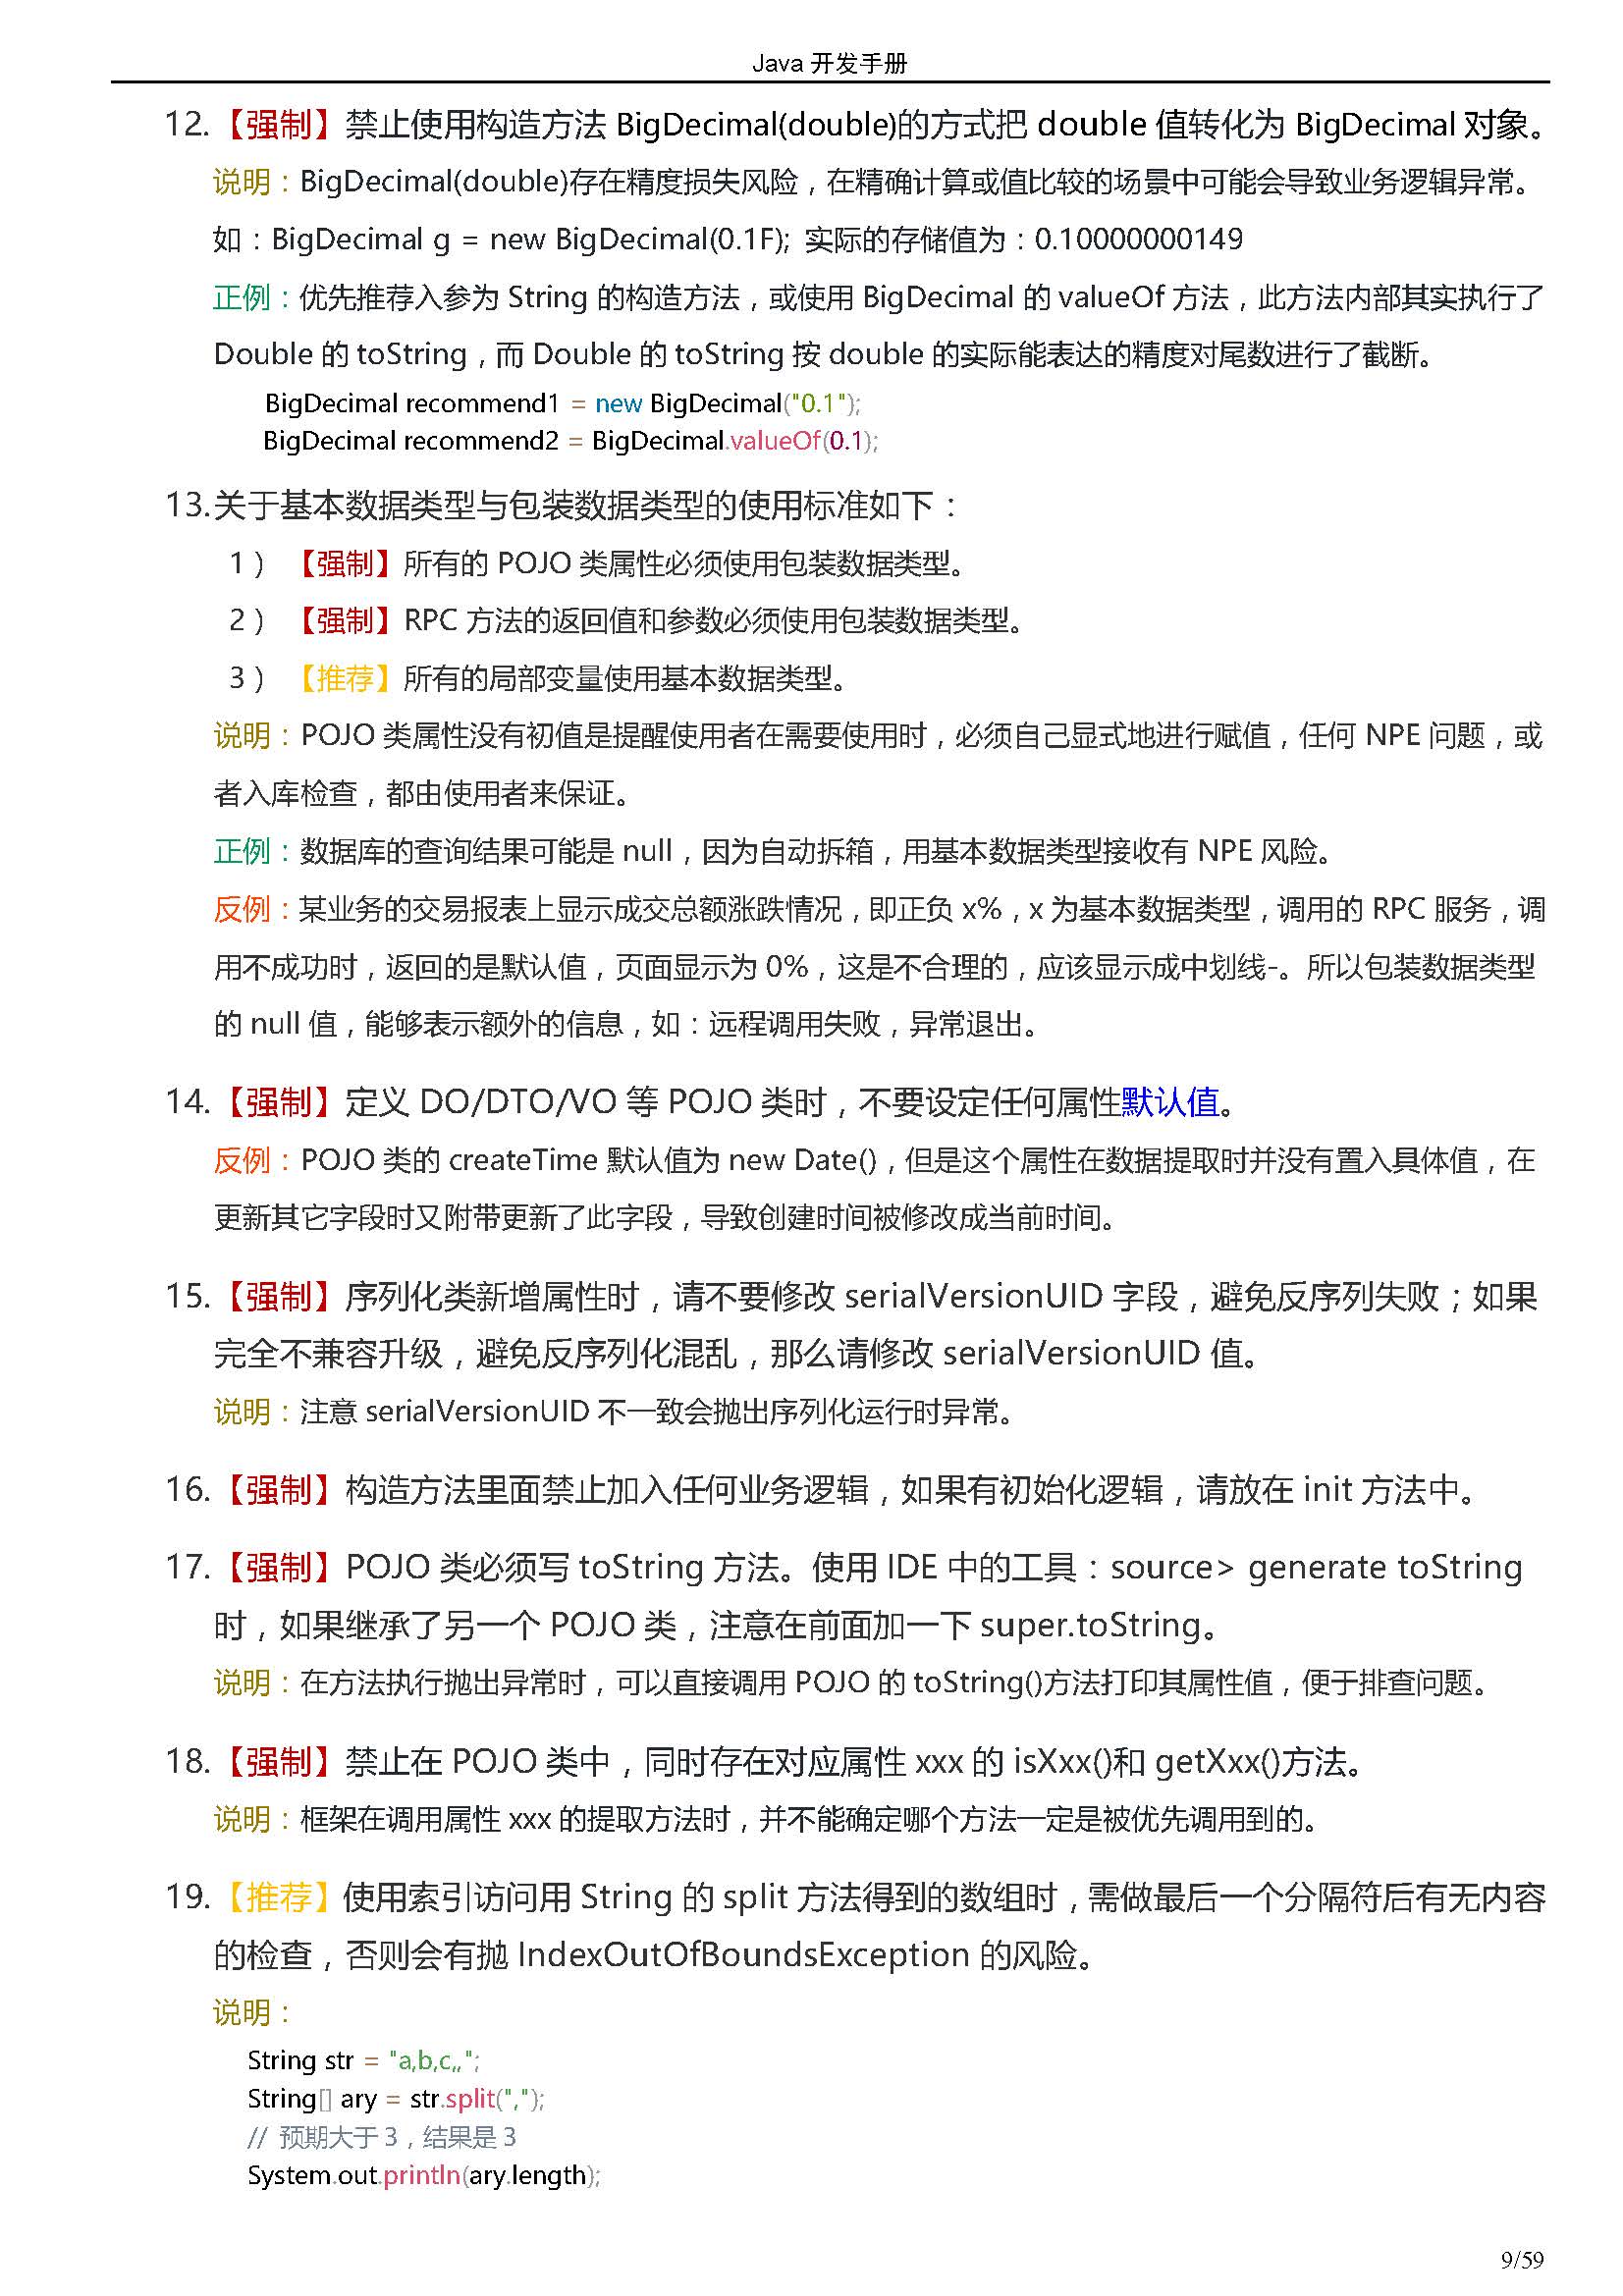 Java 开发手册
12.【强制】禁止使用构造方法 BigDecimal(double)的方式把 double 值转化为 BigDecimal 对象。
说明：BigDecimal(double)存在精度损失风险，在精确计算或值比较的场景中可能会导致业务逻辑异常。
如：BigDecimal g = new BigDecimal(0.1F); 实际的存储值为：0.10000000149
正例：优先推荐入参为 String 的构造方法，或使用 BigDecimal 的 valueOf 方法，此方法内部其实执行了
Double 的 toString，而 Double 的 toString 按 double 的实际能表达的精度对尾数进行了截断。
BigDecimal recommend1 = new BigDecimal("0.1");
BigDecimal recommend2 = BigDecimal.valueOf(0.1);
13.关于基本数据类型与包装数据类型的使用标准如下：
1） 【强制】所有的 POJO 类属性必须使用包装数据类型。
2） 【强制】RPC 方法的返回值和参数必须使用包装数据类型。
3） 【推荐】所有的局部变量使用基本数据类型。
说明：POJO 类属性没有初值是提醒使用者在需要使用时，必须自己显式地进行赋值，任何 NPE 问题，或
者入库检查，都由使用者来保证。
正例：数据库的查询结果可能是 null，因为自动拆箱，用基本数据类型接收有 NPE 风险。
反例：某业务的交易报表上显示成交总额涨跌情况，即正负 x%，x 为基本数据类型，调用的 RPC 服务，调
用不成功时，返回的是默认值，页面显示为 0%，这是不合理的，应该显示成中划线-。所以包装数据类型
的 null 值，能够表示额外的信息，如：远程调用失败，异常退出。
14.【强制】定义 DO/DTO/VO 等 POJO 类时，不要设定任何属性默认值。
反例：POJO 类的 createTime 默认值为 new Date()，但是这个属性在数据提取时并没有置入具体值，在
更新其它字段时又附带更新了此字段，导致创建时间被修改成当前时间。
15.【强制】序列化类新增属性时，请不要修改 serialVersionUID 字段，避免反序列失败；如果
完全不兼容升级，避免反序列化混乱，那么请修改 serialVersionUID 值。
说明：注意 serialVersionUID 不一致会抛出序列化运行时异常。
16.【强制】构造方法里面禁止加入任何业务逻辑，如果有初始化逻辑，请放在 init 方法中。
17.【强制】POJO 类必须写 toString 方法。使用 IDE 中的工具：source> generate toString
时，如果继承了另一个 POJO 类，注意在前面加一下 super.toString。
说明：在方法执行抛出异常时，可以直接调用 POJO 的 toString()方法打印其属性值，便于排查问题。
18.【强制】禁止在 POJO 类中，同时存在对应属性 xxx 的 isXxx()和 getXxx()方法。
说明：框架在调用属性 xxx 的提取方法时，并不能确定哪个方法一定是被优先调用到的。
19.【推荐】使用索引访问用 String 的 split 方法得到的数组时，需做最后一个分隔符后有无内容
的检查，否则会有抛 IndexOutOfBoundsException 的风险。
说明：
String str = "a,b,c,,";
String[] ary = str.split(",");
// 预期大于 3，结果是 3
System.out.println(ary.length);
9/59